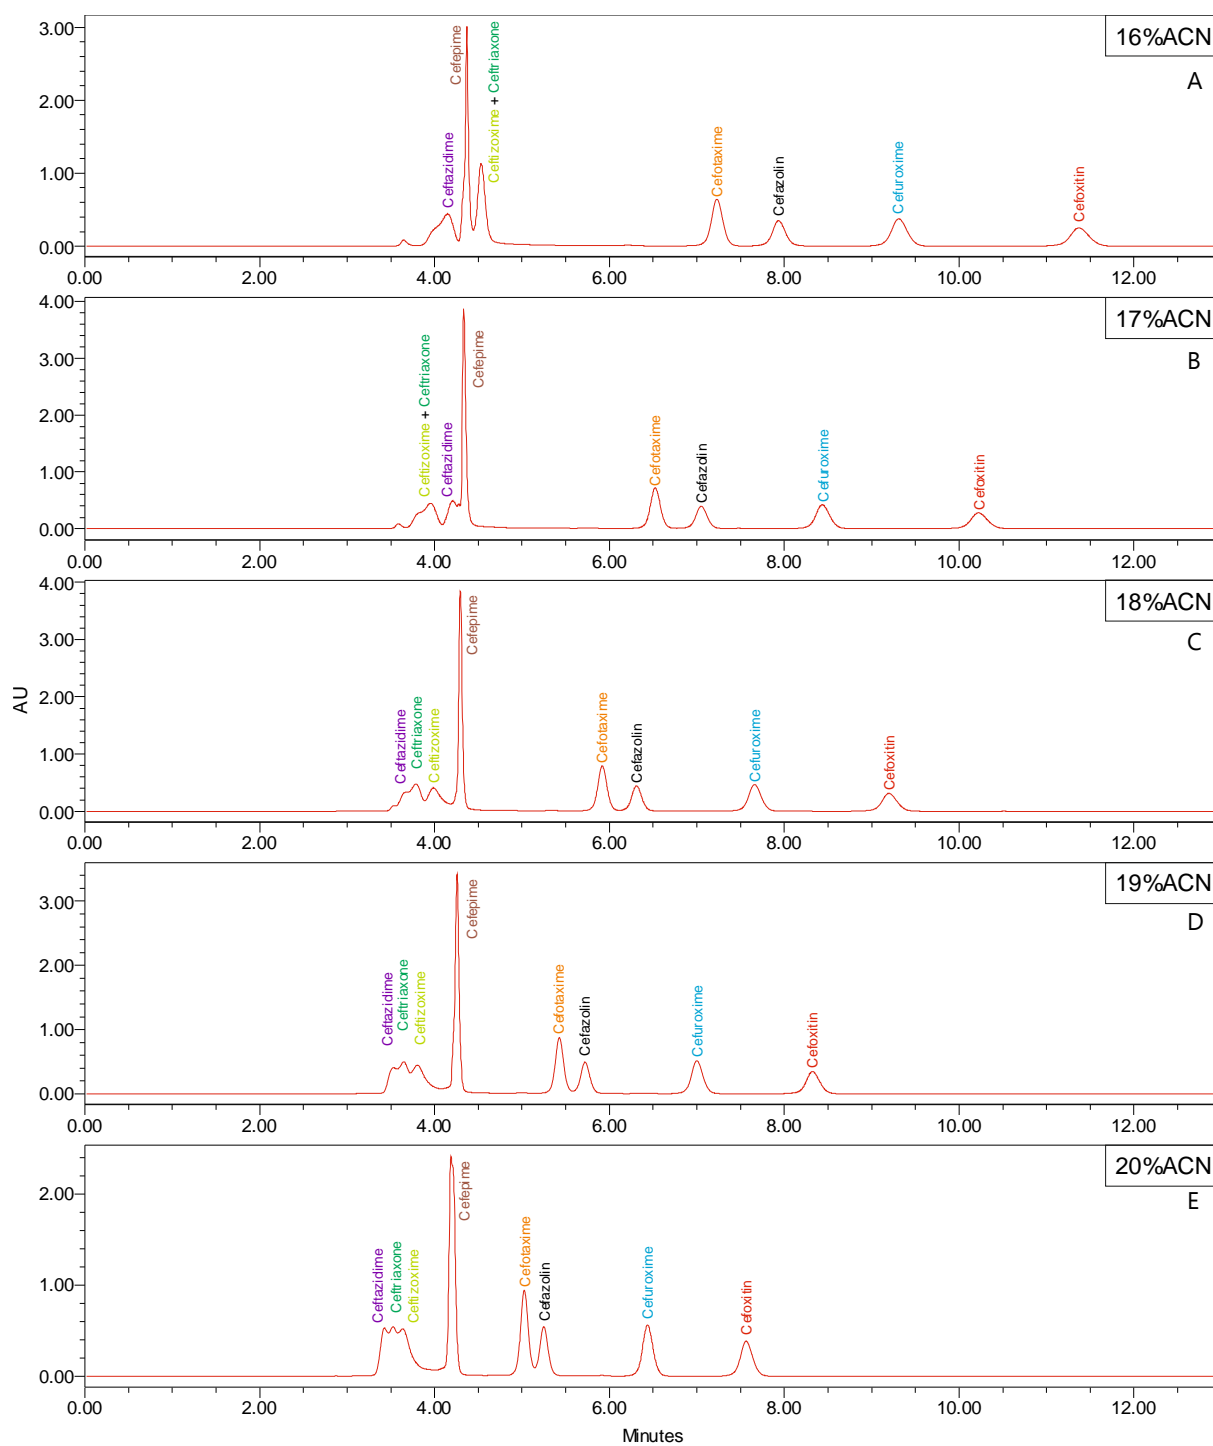 16%ACN
A
3.00
2.00
1.00
0.00
Ceftazidime
Cefepime
Ceftizoxime + Ceftriaxone
Cefotaxime
Cefazolin
Cefuroxime
Cefoxitin
0.00 2.00 4.00 6.00 8.00 10.00 12.00
17%ACN
B
4.00
3.00
2.00
1.00
0.00
Ceftizoxime + Ceftriaxone
Ceftazidime
Cefepime
Cefotaxime
Cefazolin
Cefuroxime
Cefoxitin
0.00 2.00 4.00 6.00 8.00 10.00 12.00
18%ACN
C
AU
4.00
3.00
2.00
1.00
0.00
Ceftazidime
Ceftriaxone
Ceftizoxime
Cefepime
Cefotaxime
Cefazolin
Cefuroxime
Cefoxitin
0.00 2.00 4.00 6.00 8.00 10.00 12.00
19%ACN
D
3.00
2.00
1.00
0.00
Ceftazidime
Ceftriaxone
Ceftizoxime
Cefepime
Cefotaxime
Cefazolin
Cefuroxime
Cefoxitin
0.00 2.00 4.00 6.00 8.00 10.00 12.00
20%ACN
E
2.00
1.00
0.00
Ceftazidime
Ceftriaxone
Ceftizoxime
Cefepime
Cefotaxime
Cefazolin
Cefuroxime
Cefoxitin
0.00 2.00 4.00 6.00 8.00 10.00 12.00
Minutes